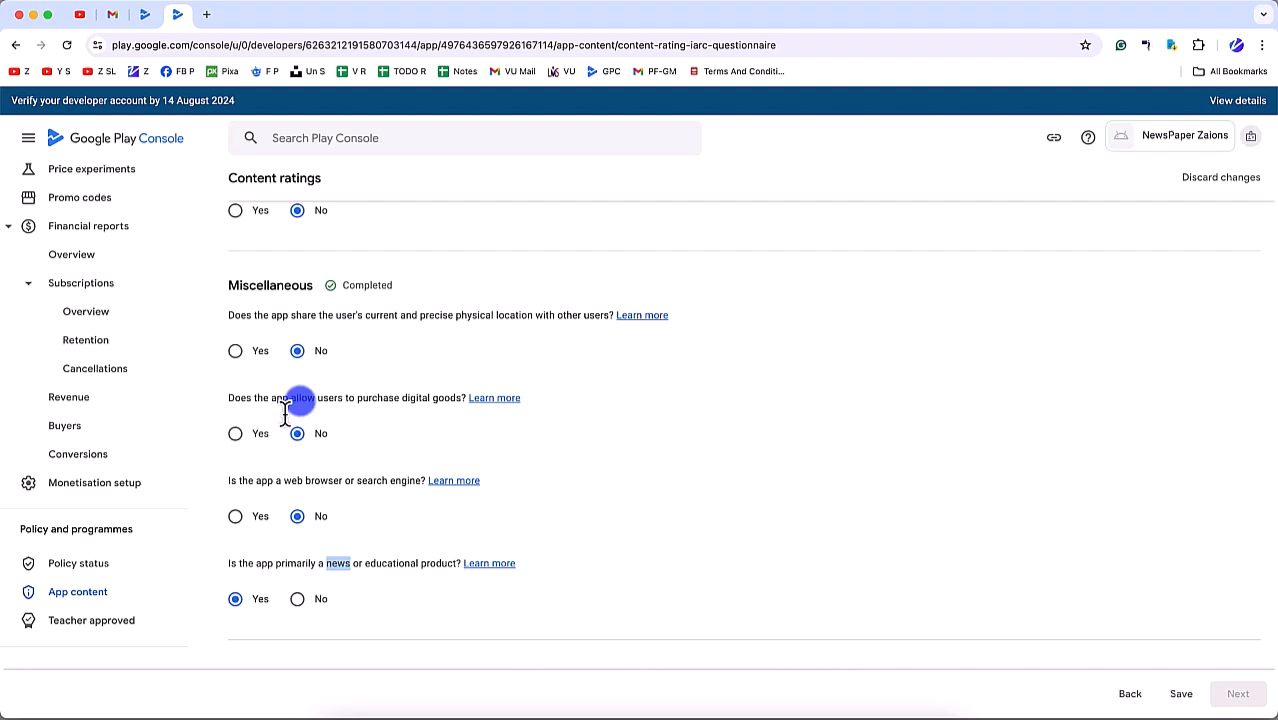 play.google.com/console/u/0/developers/6263212191580703144/app/4976436597926167114/app-content/content-rating-iarc-questionnaire
Z
Y S
Z SL
Z
FB P
Pixa
F P
Un S
V R
TODO R
Notes
VU Mail
VU
GPC
PF-GM
Terms And Conditi...
All Bookmarks
Verify your developer account by 14 August 2024
View details
Google Play Console
Search Play Console
NewsPaper Zaions
Price experiments
Promo codes
Financial reports
Overview
Subscriptions
Overview
Retention
Cancellations
Revenue
Buyers
Conversions
Monetisation setup
Policy and programmes
Policy status
App content
Teacher approved
Content ratings
Discard changes
Yes No
Miscellaneous Completed
Does the app share the user's current and precise physical location with other users? Learn more
Yes No
Does the app allow users to purchase digital goods? Learn more
Yes No
Is the app a web browser or search engine? Learn more
Yes No
Is the app primarily a news or educational product? Learn more
Yes No
Back
Save
Next